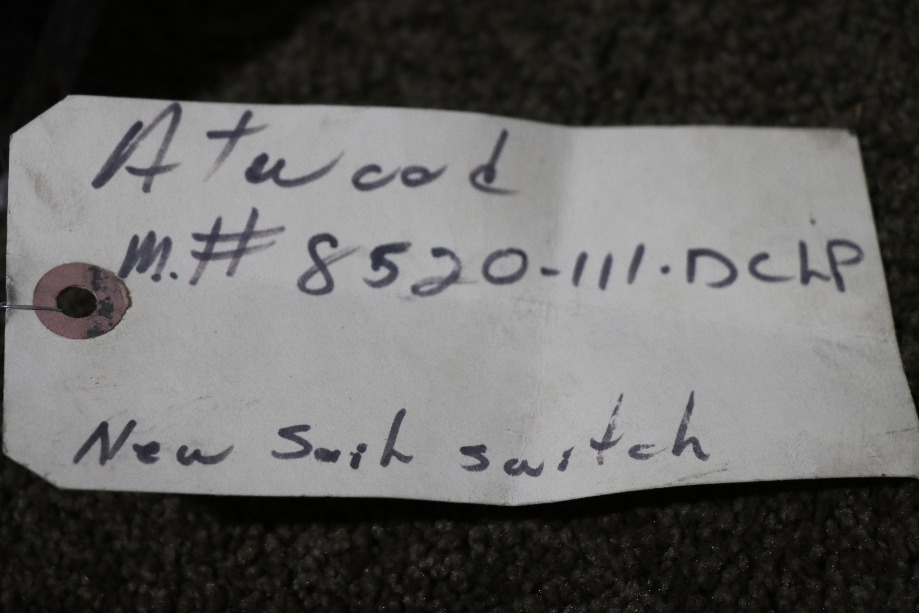 Atwood
M.# 8520-111.DCLP
New Sail switch